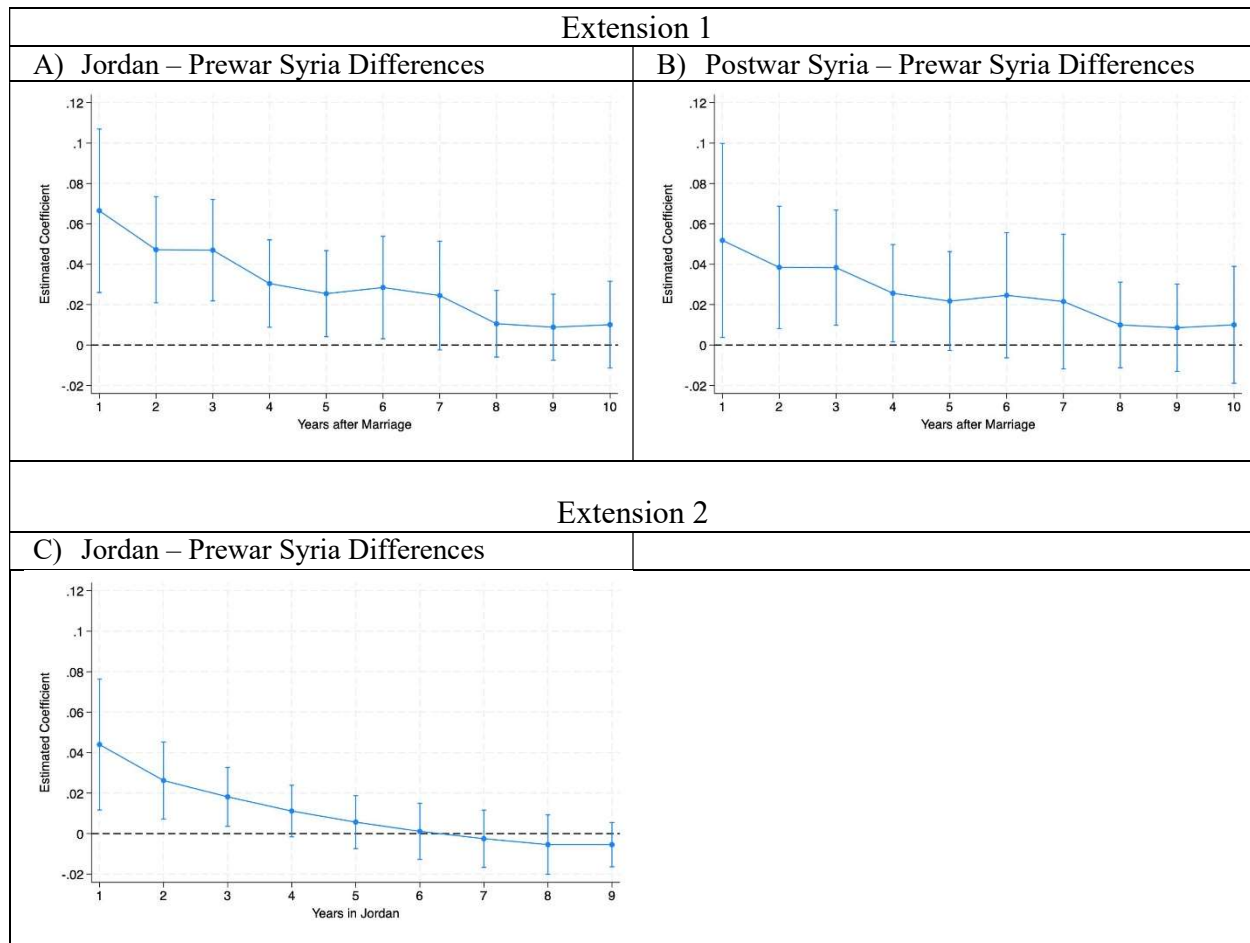 Extension 1
A) Jordan – Prewar Syria Differences
B) Postwar Syria – Prewar Syria Differences
.12
.1
.08
.06
.04
.02
0
-.02
Estimated Coefficient
1 2 3 4 5 6 7 8 9 10
Years after Marriage
.12
.1
.08
.06
.04
.02
0
-.02
Estimated Coefficient
1 2 3 4 5 6 7 8 9 10
Years after Marriage
Extension 2
C) Jordan – Prewar Syria Differences
.12
.1
.08
.06
.04
.02
0
-.02
Estimated Coefficient
1 2 3 4 5 6 7 8 9
Years in Jordan